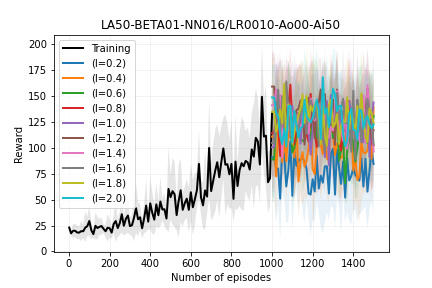 LA50-BETA01-NN016/LR0010-Ao00-Ai50
Reward
200
175
150
125
100
75
50
25
0
Training
(l=0.2)
(l=0.4)
(l=0.6)
(l=0.8)
(l=1.0)
(l=1.2)
(l=1.4)
(l=1.6)
(l=1.8)
(l=2.0)
0 200 400 600 800 1000 1200 1400
Number of episodes